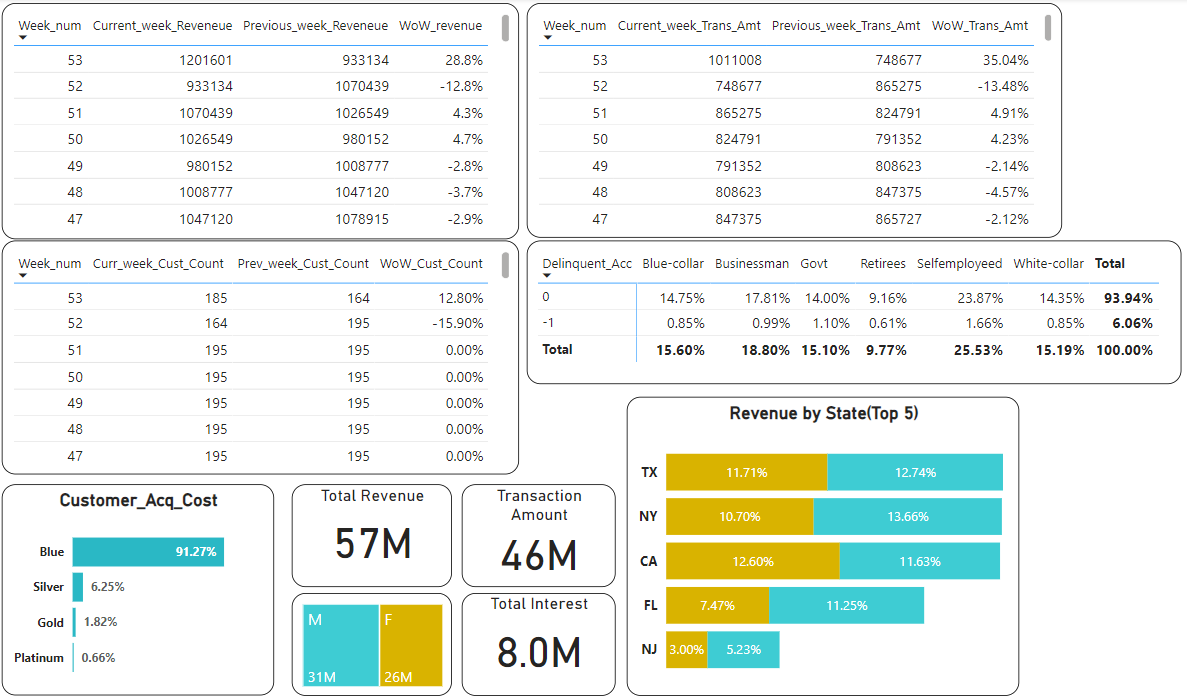 Week_num Current_week_Reveneue Previous_week_Reveneue WoW_revenue
53 1201601 933134 28.8%
52 933134 1070439 -12.8%
51 1070439 1026549 4.3%
50 1026549 980152 4.7%
49 980152 1008777 -2.8%
48 1008777 1047120 -3.7%
47 1047120 1078915 -2.9%
Week_num Current_week_Trans_Amt Previous_week_Trans_Amt WoW_Trans_Amt
53 1011008 748677 35.04%
52 748677 865275 -13.48%
51 865275 824791 4.91%
50 824791 791352 4.23%
49 791352 808623 -2.14%
48 808623 847375 -4.57%
47 847375 865727 -2.12%
Week_num Curr_week_Cust_Count Prev_week_Cust_Count WoW_Cust_Count
53 185 164 12.80%
52 164 195 -15.90%
51 195 195 0.00%
50 195 195 0.00%
49 195 195 0.00%
48 195 195 0.00%
47 195 195 0.00%
Delinquent_Acc Blue-collar Businessman Govt Retirees Selfemployeed White-collar Total
0 14.75% 17.81% 14.00% 9.16% 23.87% 14.35% 93.94%
-1 0.85% 0.99% 1.10% 0.61% 1.66% 0.85% 6.06%
Total 15.60% 18.80% 15.10% 9.77% 25.53% 15.19% 100.00%
Customer_Acq_Cost
Blue 91.27%
Silver 6.25%
Gold 1.82%
Platinum 0.66%
Total Revenue
57M
Transaction
Amount
46M
M F
31M 26M
Total Interest
8.0M
Revenue by State(Top 5)
TX 11.71% 12.74%
NY 10.70% 13.66%
CA 12.60% 11.63%
FL 7.47% 11.25%
NJ 3.00% 5.23%